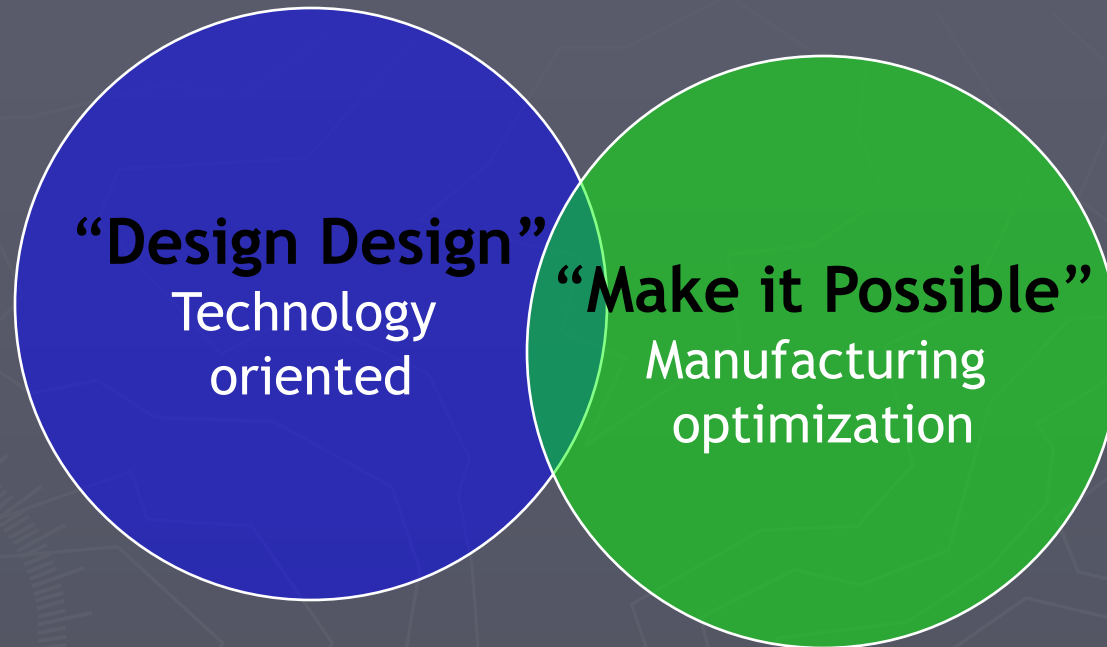 “Design Design”
Technology
oriented
“Make it Possible”
Manufacturing
optimization